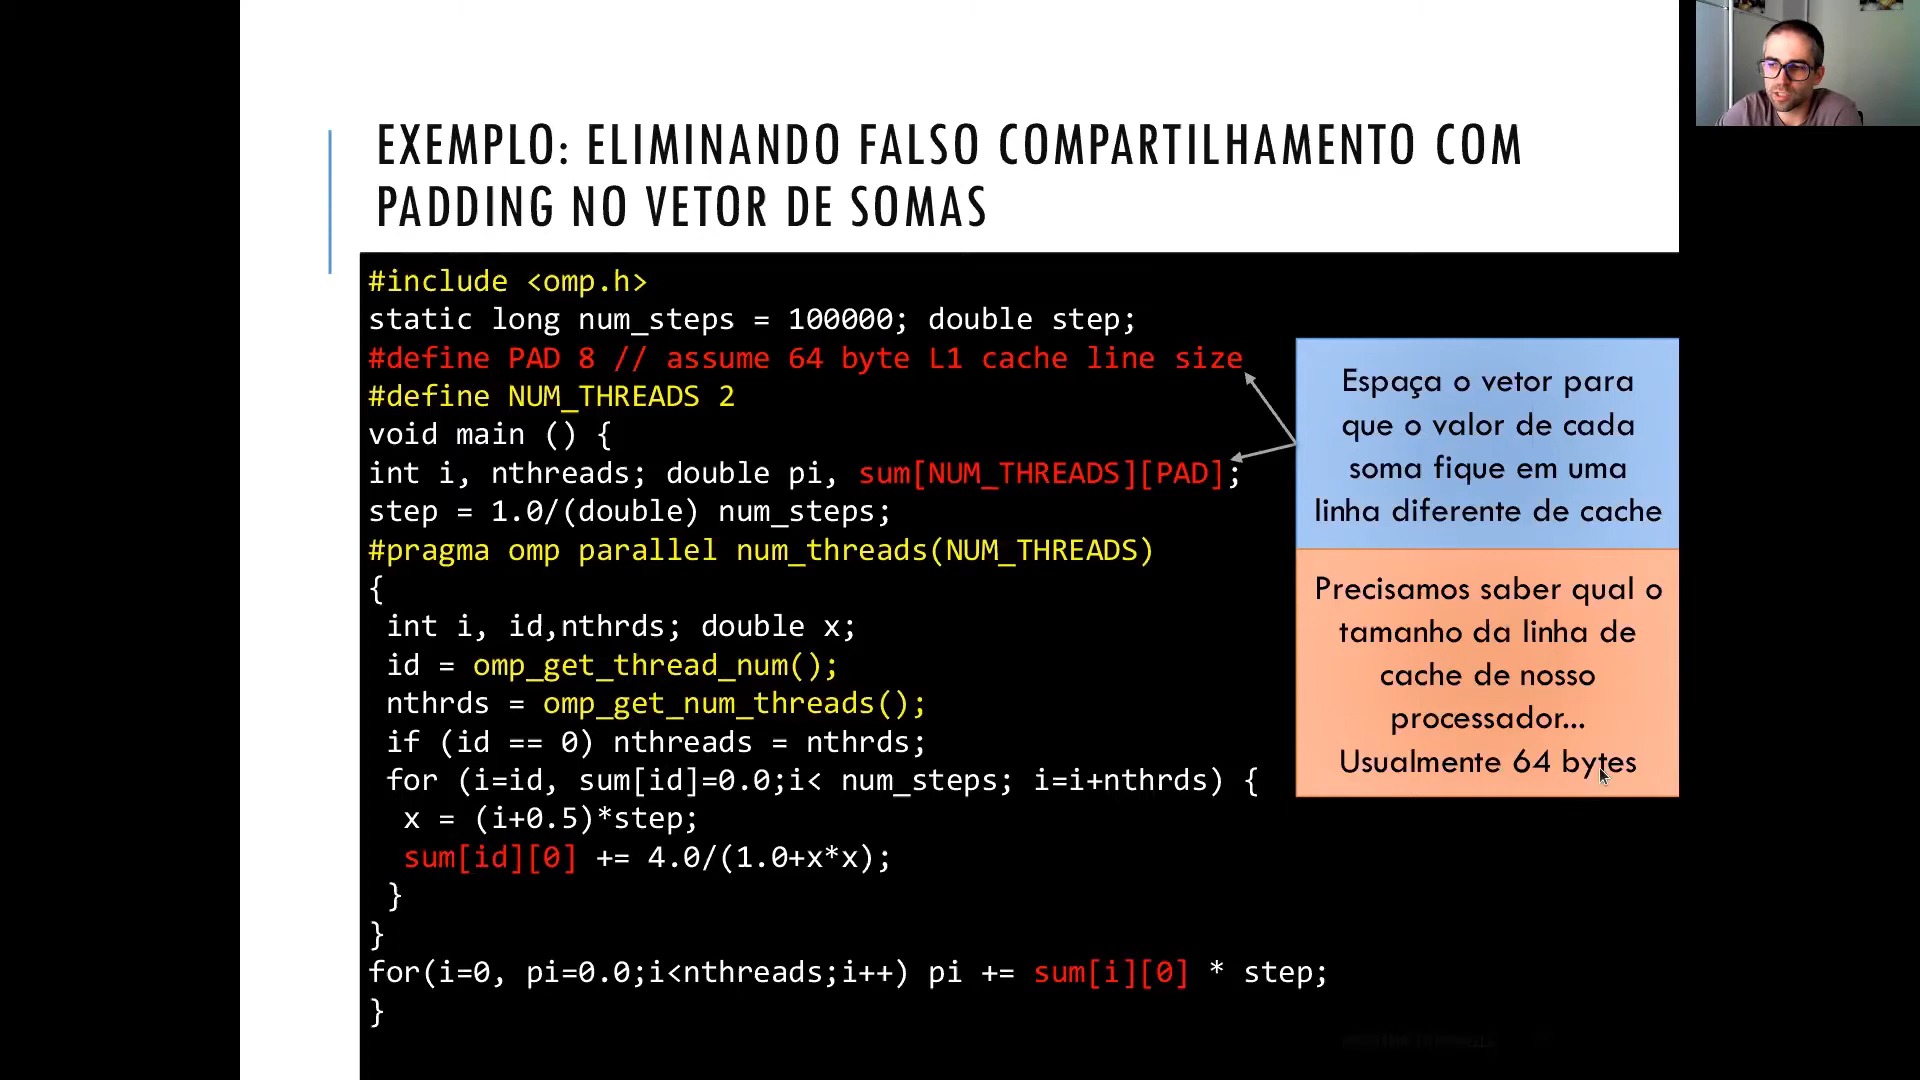 EXEMPLO: ELIMINANDO FALSO COMPARTILHAMENTO COM
PADDING NO VETOR DE SOMAS
#include <omp.h>
static long num_steps = 100000; double step;
#define PAD 8 // assume 64 byte L1 cache line size
#define NUM_THREADS 2
void main () {
int i, nthreads; double pi, sum[NUM_THREADS][PAD];
step = 1.0/(double) num_steps;
#pragma omp parallel num_threads(NUM_THREADS)
{
int i, id,nthrds; double x;
id = omp_get_thread_num();
nthrds = omp_get_num_threads();
if (id == 0) nthreads = nthrds;
for (i=id, sum[id]=0.0;i< num_steps; i=i+nthrds) {
x = (i+0.5)*step;
sum[id][0] += 4.0/(1.0+x*x);
}
}
for(i=0, pi=0.0;i<nthreads;i++) pi += sum[i][0] * step;
}
Espaça o vetor para
que o valor de cada
soma fique em uma
linha diferente de cache
Precisamos saber qual o
tamanho da linha de
cache de nosso
processador...
Usualmente 64 bytes